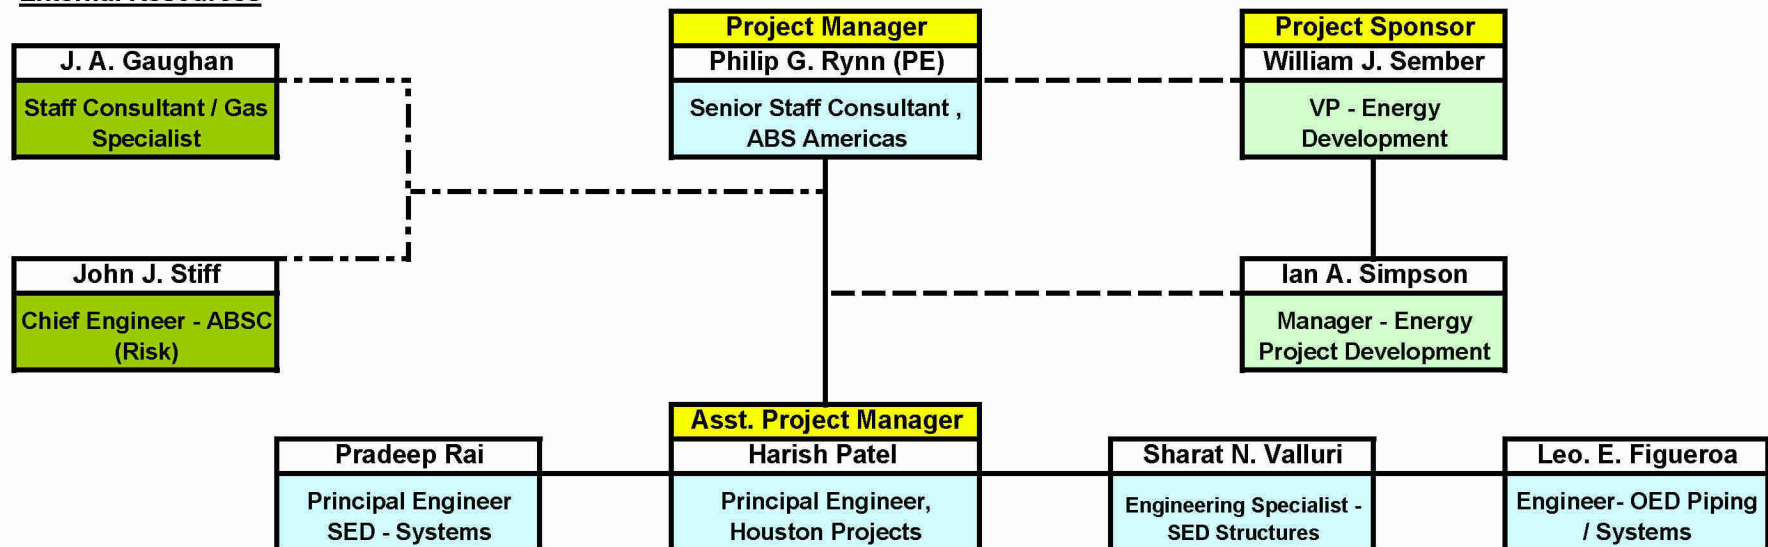 External Resources
J. A. Gaughan
Staff Consultant / Gas
Specialist
Project Manager
Philip G. Rynn (PE)
Senior Staff Consultant ,
ABS Americas
Project Sponsor
William J. Sember
VP - Energy
Development
John J. Stiff
Chief Engineer - ABSC
(Risk)
Ian A. Simpson
Manager - Energy
Project Development
Pradeep Rai
Principal Engineer
SED - Systems
Asst. Project Manager
Harish Patel
Principal Engineer,
Houston Projects
Sharat N. Valluri
Engineering Specialist -
SED Structures
Leo. E. Figueroa
Engineer- OED Piping
/ Systems